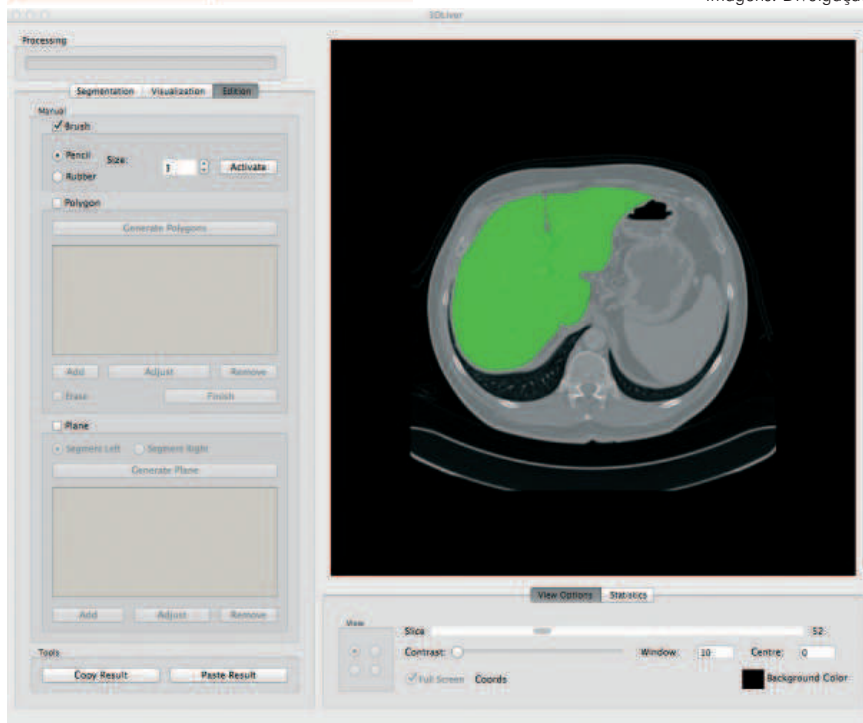 Imagens: Divulgaçã
3DLiver
Processing
Segmentation Visualization Edition
Manual
Brush
Pencil
Size: 1 Activate
Rubber
Polygon
Generate Polygons
Add Adjust Remove
Erase Finish
Plane
Segment Left Segment Right
Generate Plane
Add Adjust Remove
Tools
Copy Result Paste Result
View Options Statistics
View
Slice 52
Contrast: Window: 10 Centre: 0
Full Screen Coords Background Color